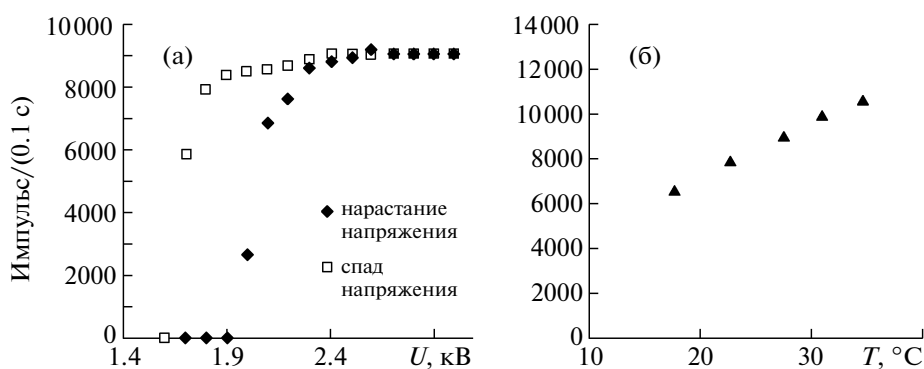 Импульс/(0.1 с)
10000
8000
6000
4000
2000
0
(а)
нарастание
напряжения
спад
напряжения
1.4
1.9
2.4
U, кВ
14000
12000
10000
8000
6000
4000
2000
0
(б)
10
20
30
T, °C